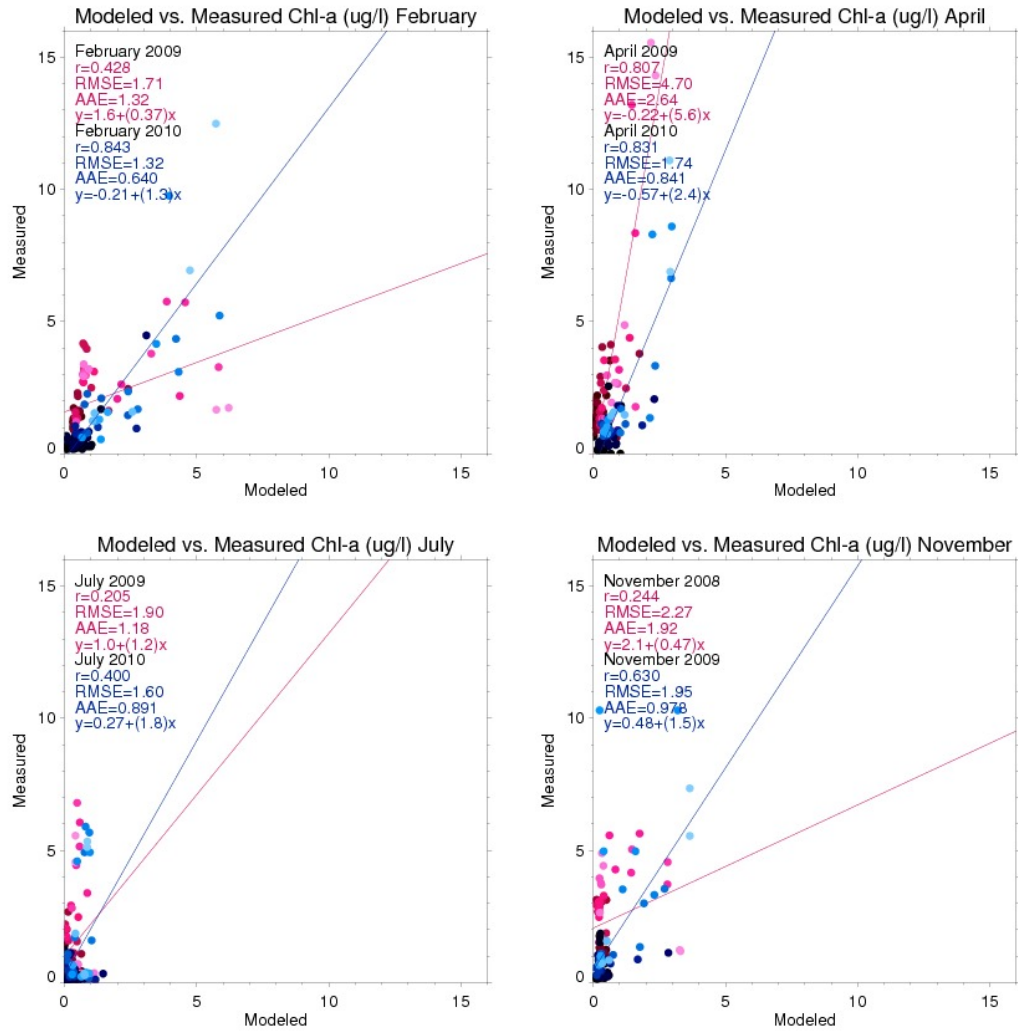 Modeled vs. Measured Chl-a (ug/l) February
February 2009
r=0.428
RMSE=1.71
AAE=1.32
y=1.6+(0.37)x
February 2010
r=0.843
RMSE=1.32
AAE=0.640
y=-0.21+(1.3)x
15
10
5
0
Measured
0 5 10 15
Modeled
Modeled vs. Measured Chl-a (ug/l) April
April 2009
r=0.807
RMSE=4.70
AAE=2.64
y=-0.22+(5.6)x
April 2010
r=0.831
RMSE=1.74
AAE=0.841
y=-0.57+(2.4)x
15
10
5
0
Measured
0 5 10 15
Modeled
Modeled vs. Measured Chl-a (ug/l) July
July 2009
r=0.205
RMSE=1.90
AAE=1.18
y=1.0+(1.2)x
July 2010
r=0.400
RMSE=1.60
AAE=0.891
y=0.27+(1.8)x
15
10
5
0
Measured
0 5 10 15
Modeled
Modeled vs. Measured Chl-a (ug/l) November
November 2008
r=0.244
RMSE=2.27
AAE=1.92
y=2.1+(0.47)x
November 2009
r=0.630
RMSE=1.95
AAE=0.978
y=0.48+(1.5)x
15
10
5
0
Measured
0 5 10 15
Modeled